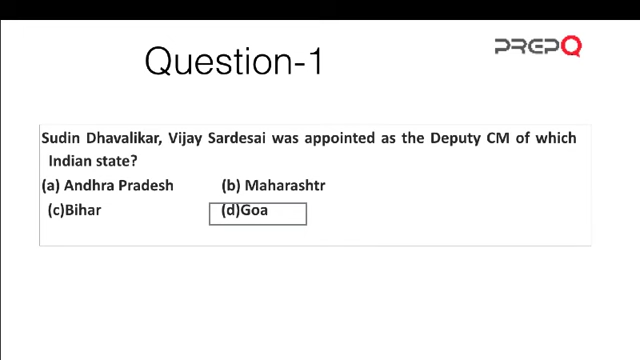 PREPQ
Question-1
Sudin Dhavalikar, Vijay Sardesai was appointed as the Deputy CM of which
Indian state?
(a) Andhra Pradesh (b) Maharashtr
(c)Bihar (d)Goa